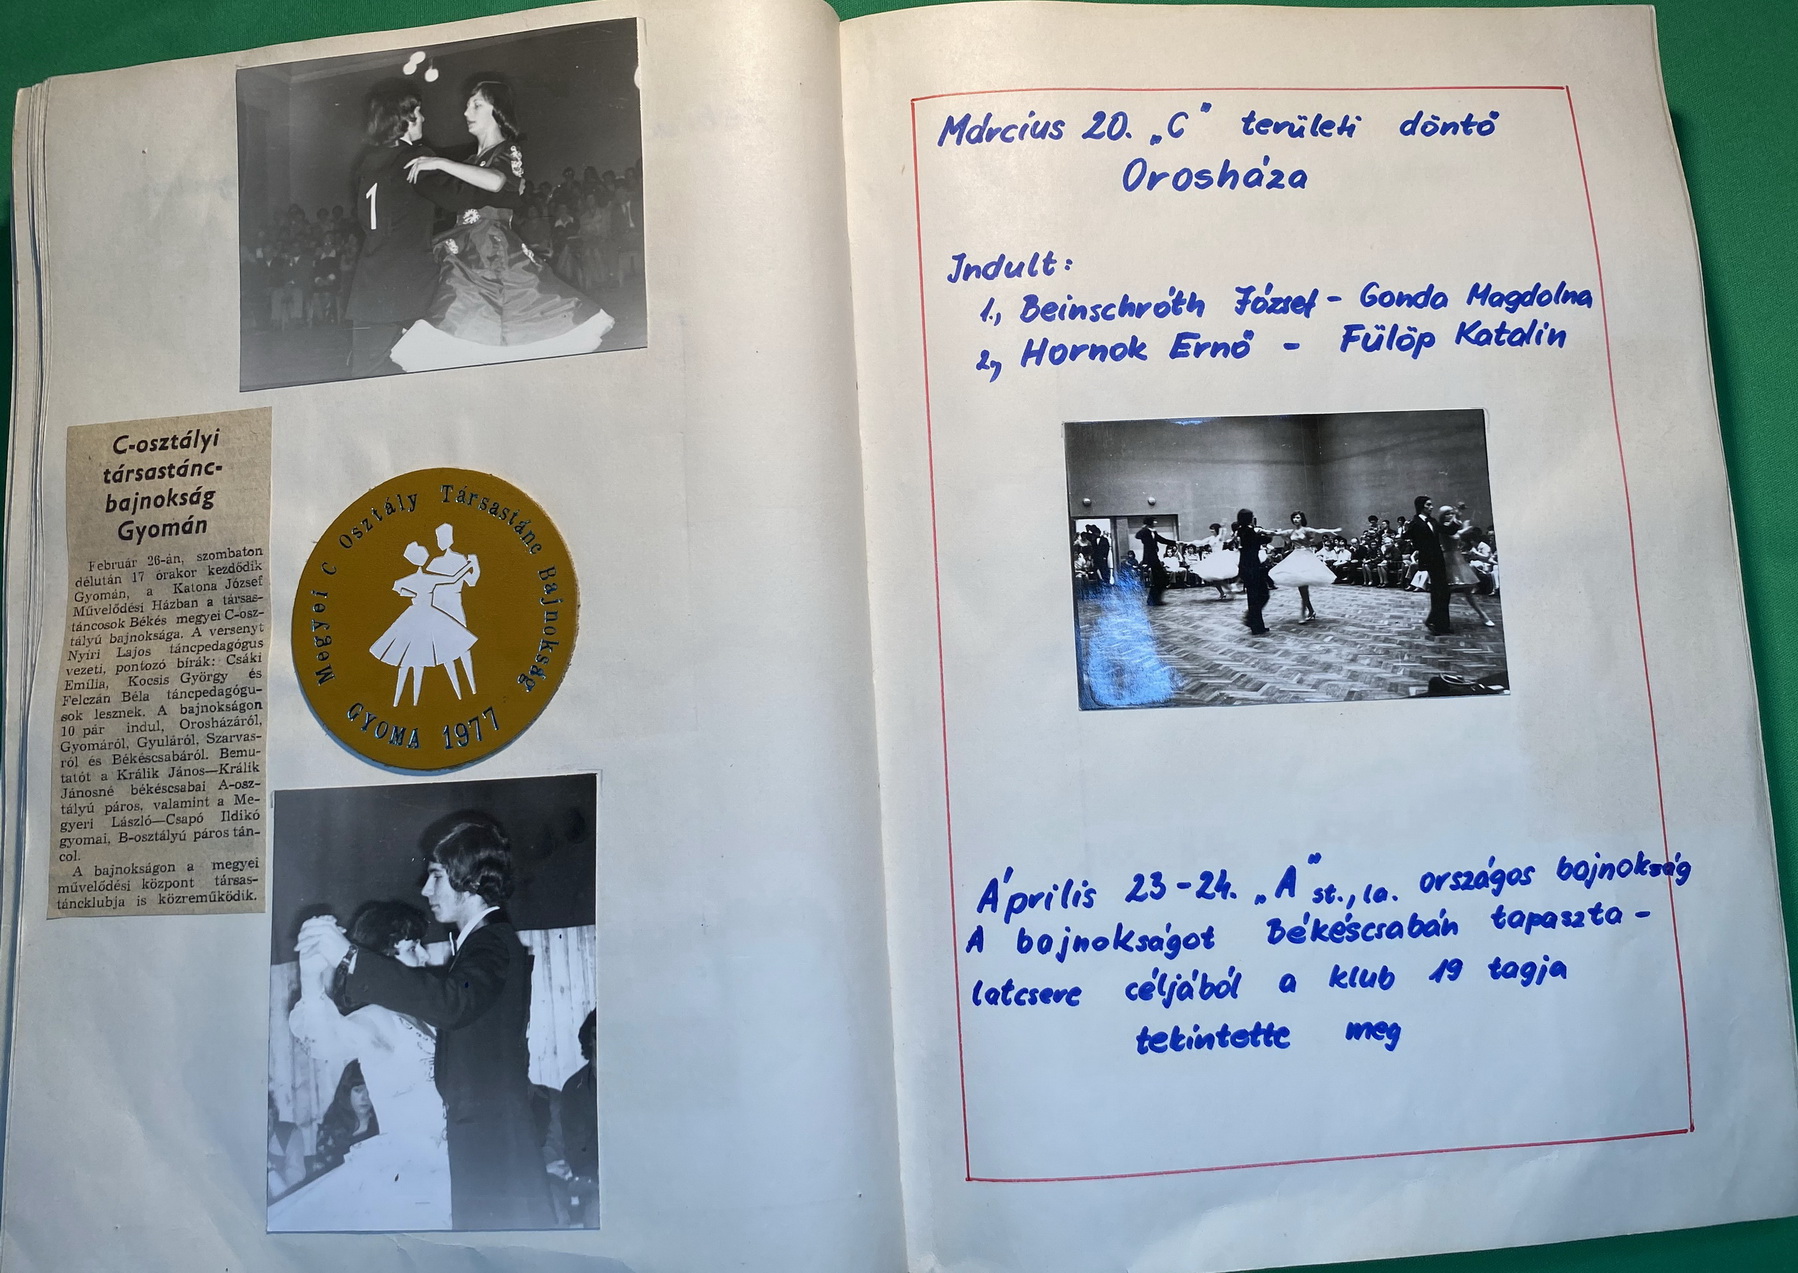 1
C-osztályi
társastánc-
bajnokság
Gyomán
Február 26-án, szombaton
délután 17 órakor kezdődik
Gyomán, a Katona József
Művelődési Házban a társas-
táncosok Békés megyei C-osz-
tályú bajnoksága. A versenyt
Nyíri Lajos táncpedagógus
vezeti, pontozó bírák: Csáki
Emília, Kocsis György és
Felczán Béla táncpedagógu-
sok lesznek. A bajnokságon
10 pár indul, Orosházáról,
Gyomáról, Gyuláról, Szarvas-
ról és Békéscsabáról. Bemu-
tatót a Králik János—Králik
Jánosné békéscsabai A-osz-
tályú páros, valamint a Me-
gyeri László—Csapó Ildikó
gyomai, B-osztályú páros tán-
col.
A bajnokságon a megyei
művelődési központ társas-
táncklubja is közreműködik.
Megyei C Osztály Társastánc Bajnokság
GYOMA 1977
Március 20. „C" területi döntő
Orosháza
Indult:
1., Beinschróth József - Gonda Magdolna
2., Hornok Ernő - Fülöp Katalin
Április 23-24. „A" st., la. országos bajnokság
A bajnokságot Békéscsabán tapaszta-
latcsere céljából a klub 19 tagja
tekintette meg